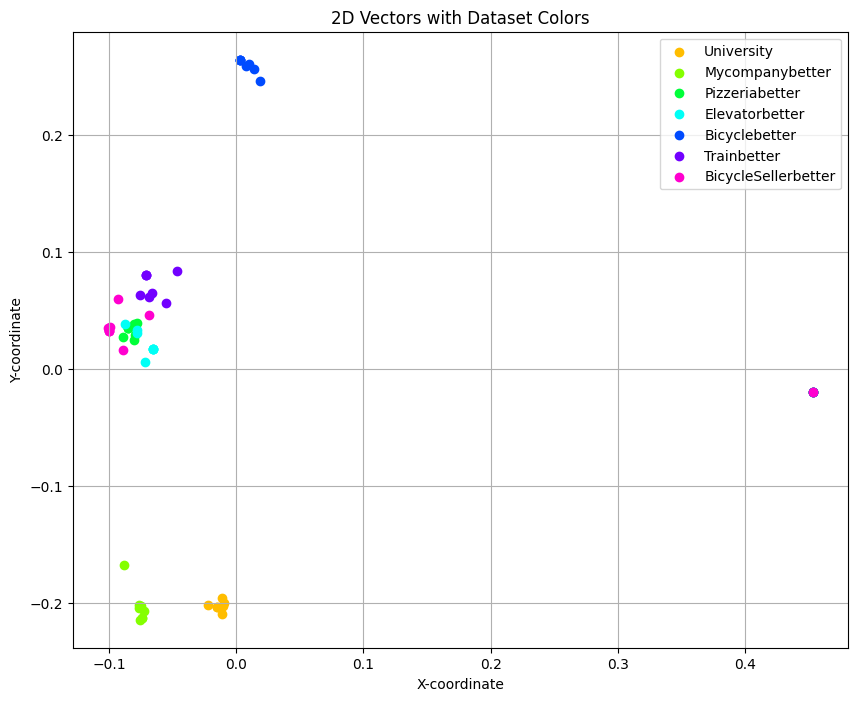 2D Vectors with Dataset Colors
University
Mycompanybetter
Pizzeriabetter
Elevatorbetter
Bicyclebetter
Trainbetter
BicycleSellerbetter
Y-coordinate
0.2
0.1
0.0
−0.1
−0.2
−0.1
0.0
0.1
0.2
0.3
0.4
X-coordinate